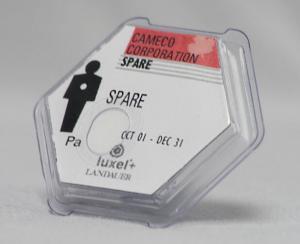 CAMECO
CORPORATION
SPARE
SPARE
OCT 01 - DEC 31
Pa
luxel+
LANDAUER